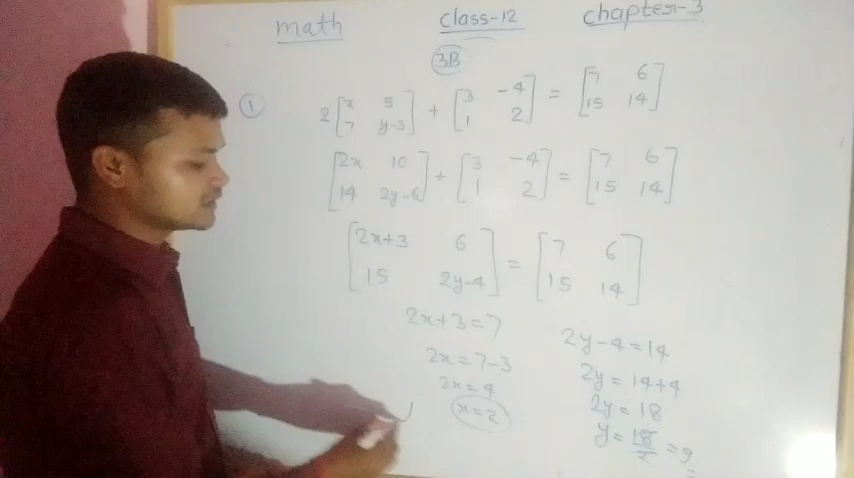 math class-12 chapter-3
3B
① 2[x 5 7 y-3] + [3 -4 1 2] = [7 6 15 14]
[2x 10 14 2y-6] + [3 -4 1 2] = [7 6 15 14]
[2x+3 6 15 2y-4] = [7 6 15 14]
2x+3=7
2x=7-3
2x=4
x=2
2y-4=14
2y=14+4
2y=18
y=18/2=9